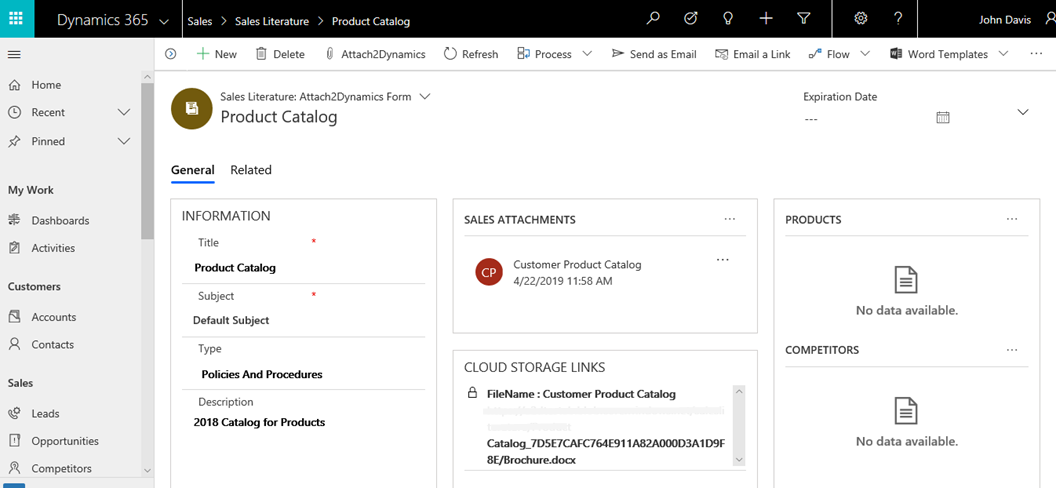 Dynamics 365 Sales > Sales Literature > Product Catalog John Davis
New Delete Attach2Dynamics Refresh Process Send as Email Email a Link Flow Word Templates ...
Home
Recent
Pinned
My Work
Dashboards
Activities
Customers
Accounts
Contacts
Sales
Leads
Opportunities
Competitors
Sales Literature: Attach2Dynamics Form
Product Catalog
Expiration Date
---
General Related
INFORMATION
Title *
Product Catalog
Subject *
Default Subject
Type
Policies And Procedures
Description
2018 Catalog for Products
SALES ATTACHMENTS ...
CP
Customer Product Catalog ...
4/22/2019 11:58 AM
CLOUD STORAGE LINKS
FileName : Customer Product Catalog
Catalog_7D5E7CAFC764E911A82A000D3A1D9F
8E/Brochure.docx
PRODUCTS ...
No data available.
COMPETITORS ...
No data available.